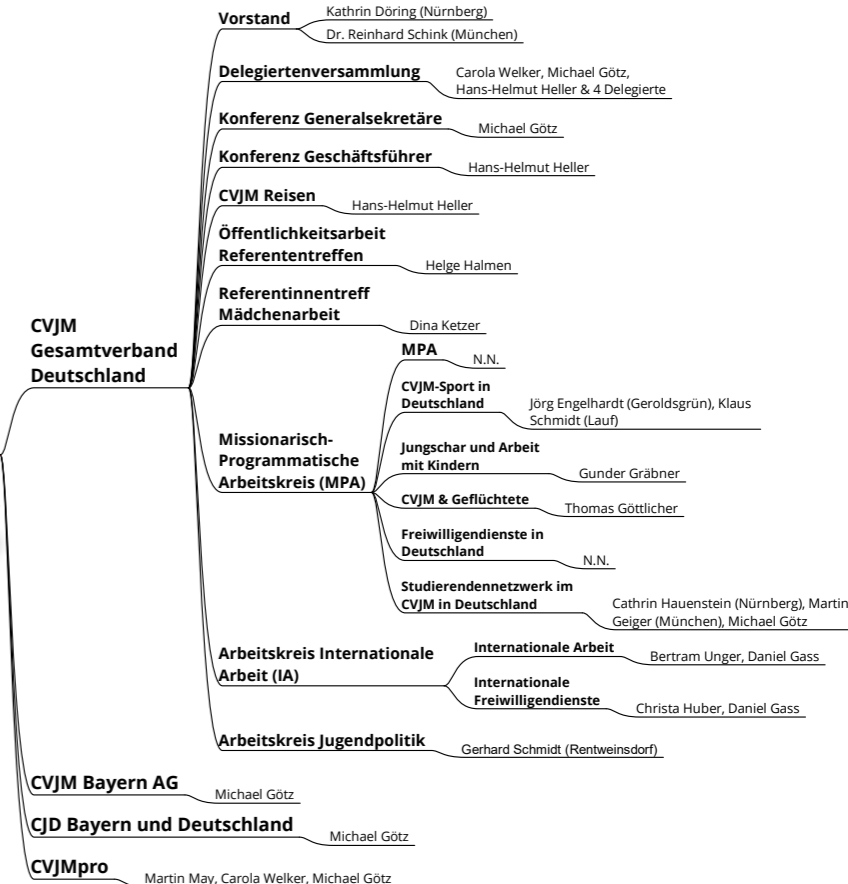 Vorstand
Kathrin Döring (Nürnberg)
Dr. Reinhard Schink (München)
Delegiertenversammlung
Carola Welker, Michael Götz,
Hans-Helmut Heller & 4 Delegierte
Konferenz Generalsekretäre
Michael Götz
Konferenz Geschäftsführer
Hans-Helmut Heller
CVJM Reisen
Hans-Helmut Heller
Öffentlichkeitsarbeit
Referententreffen
Helge Halmen
Referentinnentreff
Mädchenarbeit
Dina Ketzer
CVJM
Gesamtverband
Deutschland
Missionarisch-
Programmatische
Arbeitskreis (MPA)
MPA
N.N.
CVJM-Sport in
Deutschland
Jörg Engelhardt (Geroldsgrün), Klaus
Schmidt (Lauf)
Jungschar und Arbeit
mit Kindern
Gunder Gräbner
CVJM & Geflüchtete
Thomas Göttlicher
Freiwilligendienste in
Deutschland
N.N.
Studierendennetzwerk im
CVJM in Deutschland
Cathrin Hauenstein (Nürnberg), Martin
Geiger (München), Michael Götz
Arbeitskreis Internationale
Arbeit (IA)
Internationale Arbeit
Bertram Unger, Daniel Gass
Internationale
Freiwilligendienste
Christa Huber, Daniel Gass
Arbeitskreis Jugendpolitik
Gerhard Schmidt (Rentweinsdorf)
CVJM Bayern AG
Michael Götz
CJD Bayern und Deutschland
Michael Götz
CVJMpro
Martin May, Carola Welker, Michael Götz